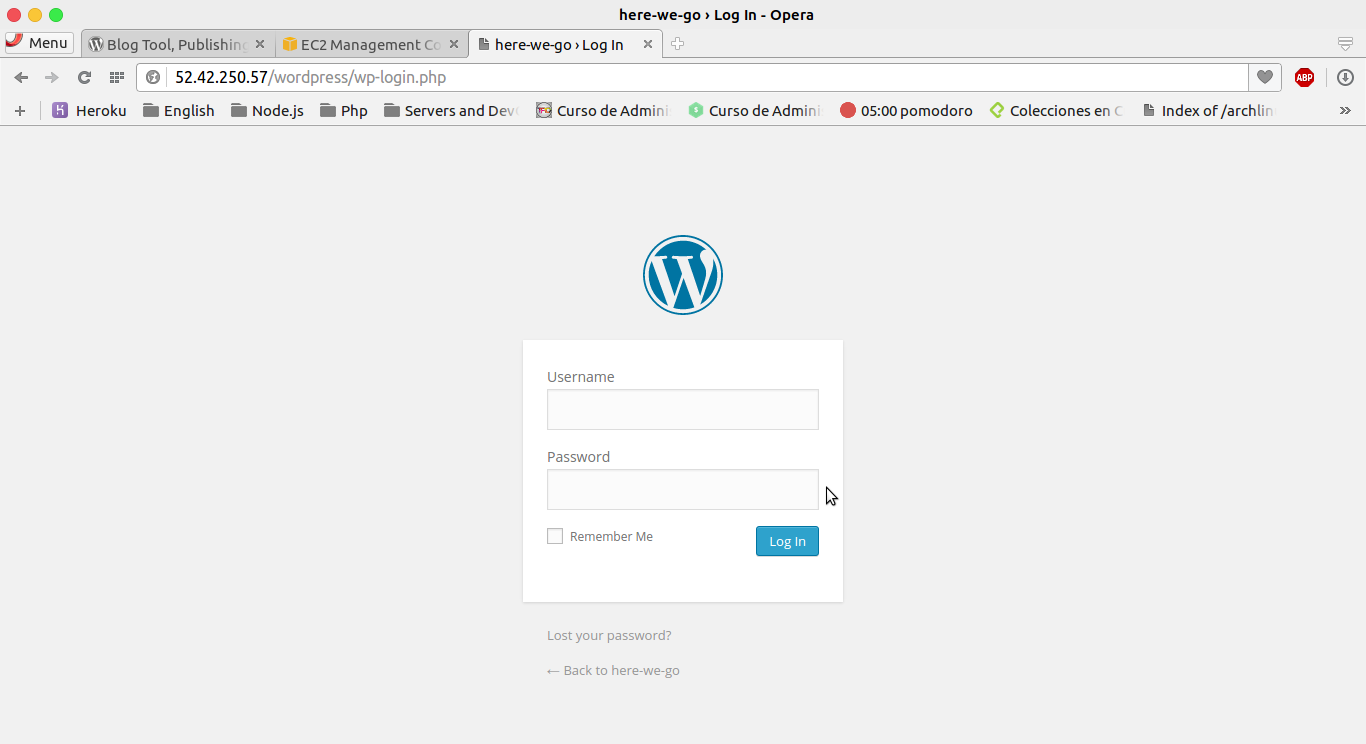 here-we-go › Log In - Opera
Menu
Blog Tool, Publishing
EC2 Management Co
here-we-go › Log In
52.42.250.57/wordpress/wp-login.php
ABP
Heroku
English
Node.js
Php
Servers and Dev
Curso de Admini
Curso de Admini
05:00 pomodoro
Colecciones en C
Index of /archlin
Username
Password
Remember Me
Log In
Lost your password?
← Back to here-we-go